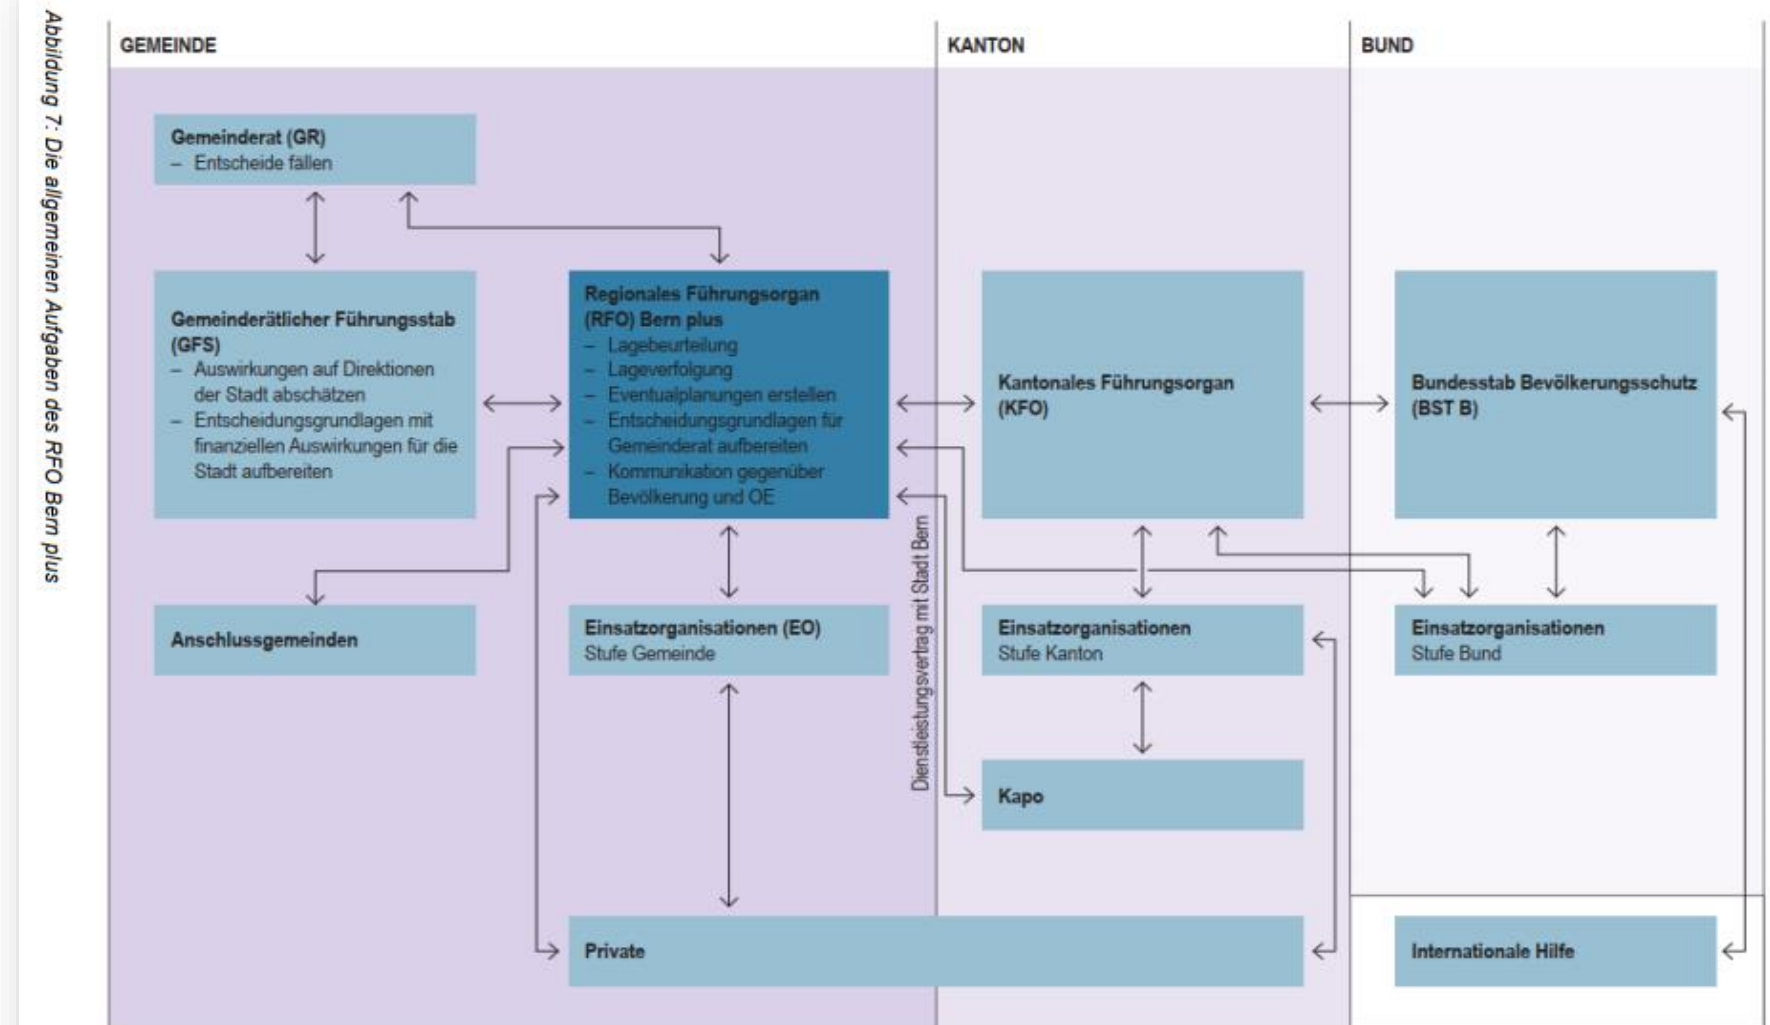 Abbildung 7: Die allgemeinen Aufgaben des RFO Bern plus
GEMEINDE
KANTON
BUND
Gemeinderat (GR)
– Entscheide fällen
Gemeinderätlicher Führungsstab
(GFS)
– Auswirkungen auf Direktionen
der Stadt abschätzen
– Entscheidungsgrundlagen mit
finanziellen Auswirkungen für die
Stadt aufbereiten
Regionales Führungsorgan
(RFO) Bern plus
– Lagebeurteilung
– Lageverfolgung
– Eventualplanungen erstellen
– Entscheidungsgrundlagen für
Gemeinderat aufbereiten
– Kommunikation gegenüber
Bevölkerung und OE
Kantonales Führungsorgan
(KFO)
Bundesstab Bevölkerungsschutz
(BST B)
Dienstleistungsvertrag mit Stadt Bern
Anschlussgemeinden
Einsatzorganisationen (EO)
Stufe Gemeinde
Einsatzorganisationen
Stufe Kanton
Einsatzorganisationen
Stufe Bund
Kapo
Private
Internationale Hilfe